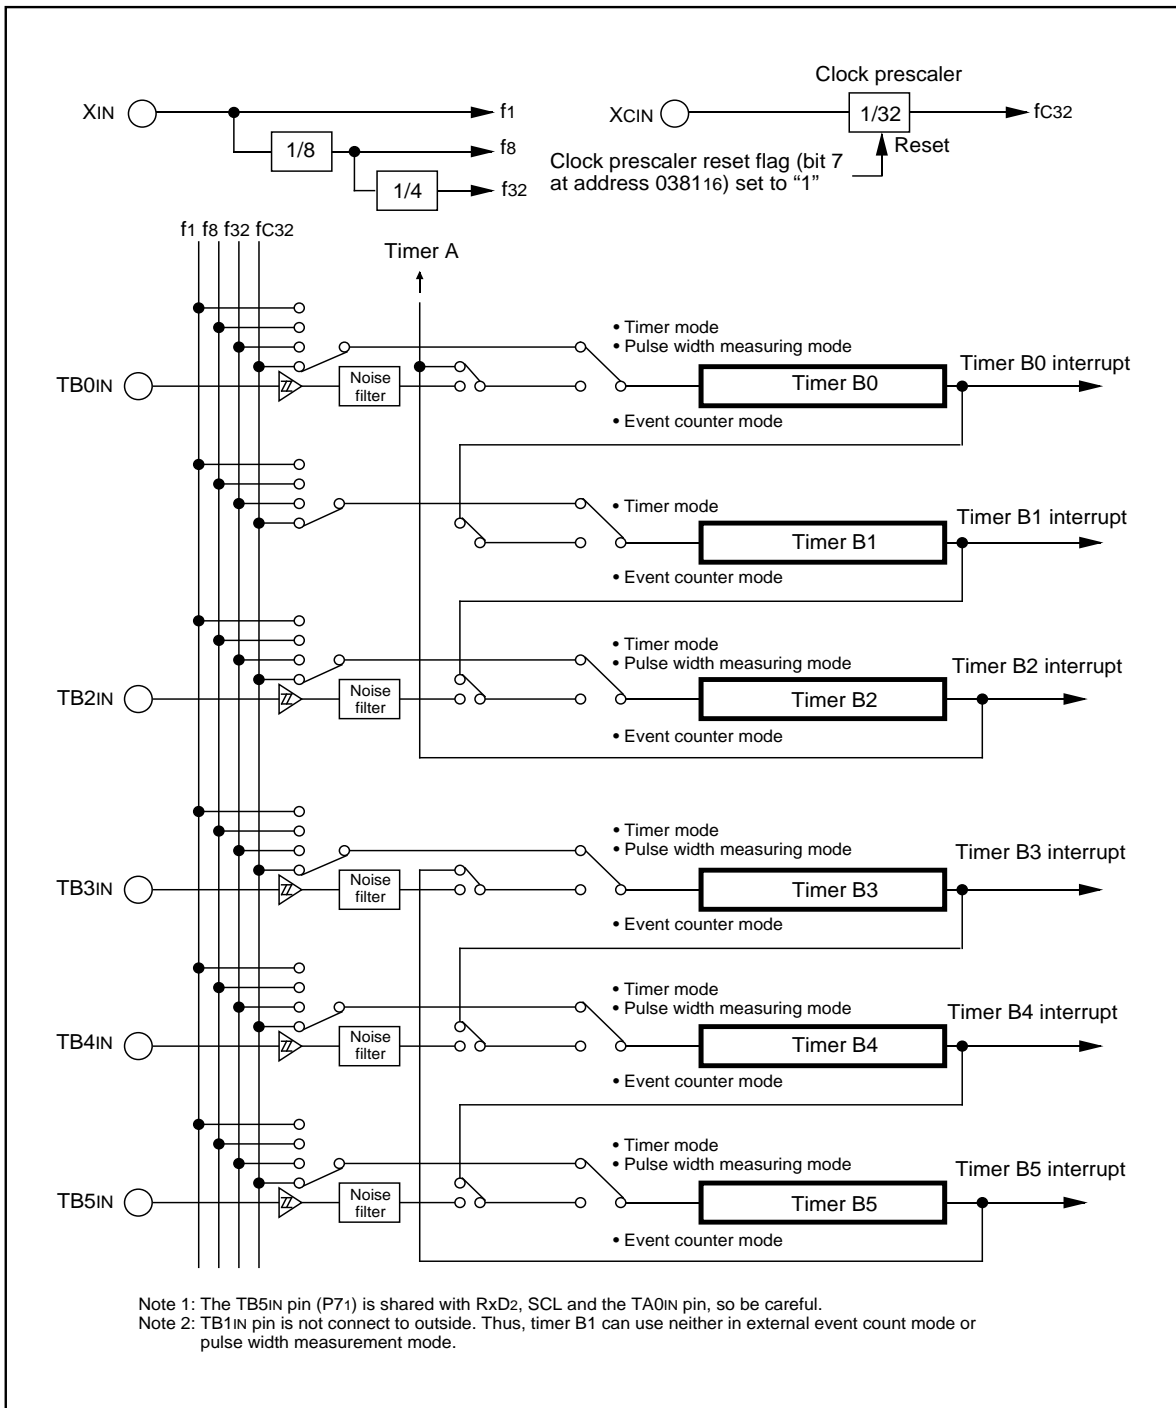 Clock prescaler
XIN
f1
XCIN
1/32
fC32
1/8
f8
Reset
Clock prescaler reset flag (bit 7
at address 038116) set to “1”
1/4
f32
f1 f8 f32 fC32
Timer A
• Timer mode
• Pulse width measuring mode
TB0IN
Noise
filter
Timer B0
Timer B0 interrupt
• Event counter mode
• Timer mode
Timer B1
Timer B1 interrupt
• Event counter mode
• Timer mode
• Pulse width measuring mode
TB2IN
Noise
filter
Timer B2
Timer B2 interrupt
• Event counter mode
• Timer mode
• Pulse width measuring mode
TB3IN
Noise
filter
Timer B3
Timer B3 interrupt
• Event counter mode
• Timer mode
• Pulse width measuring mode
TB4IN
Noise
filter
Timer B4
Timer B4 interrupt
• Event counter mode
• Timer mode
• Pulse width measuring mode
TB5IN
Noise
filter
Timer B5
Timer B5 interrupt
• Event counter mode
Note 1: The TB5IN pin (P71) is shared with RxD2, SCL and the TA0IN pin, so be careful.
Note 2: TB1IN pin is not connect to outside. Thus, timer B1 can use neither in external event count mode or
pulse width measurement mode.